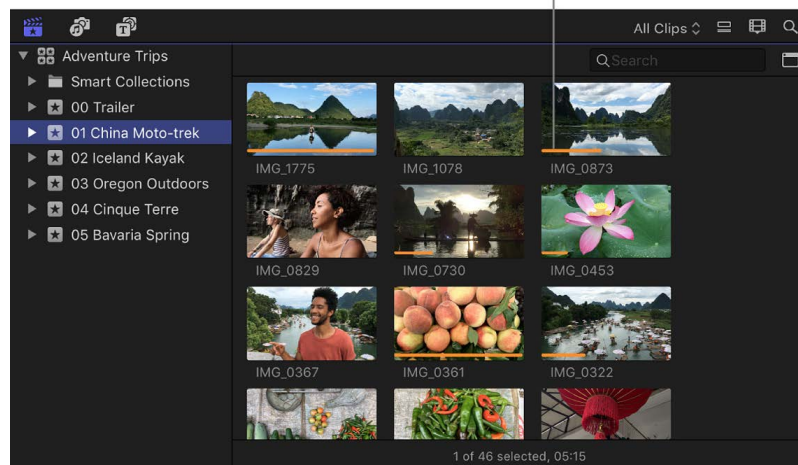 All Clips
Adventure Trips
Search
Smart Collections
00 Trailer
01 China Moto-trek
02 Iceland Kayak
03 Oregon Outdoors
04 Cinque Terre
05 Bavaria Spring
IMG_1775 IMG_1078 IMG_0873
IMG_0829 IMG_0730 IMG_0453
IMG_0367 IMG_0361 IMG_0322
1 of 46 selected, 05:15